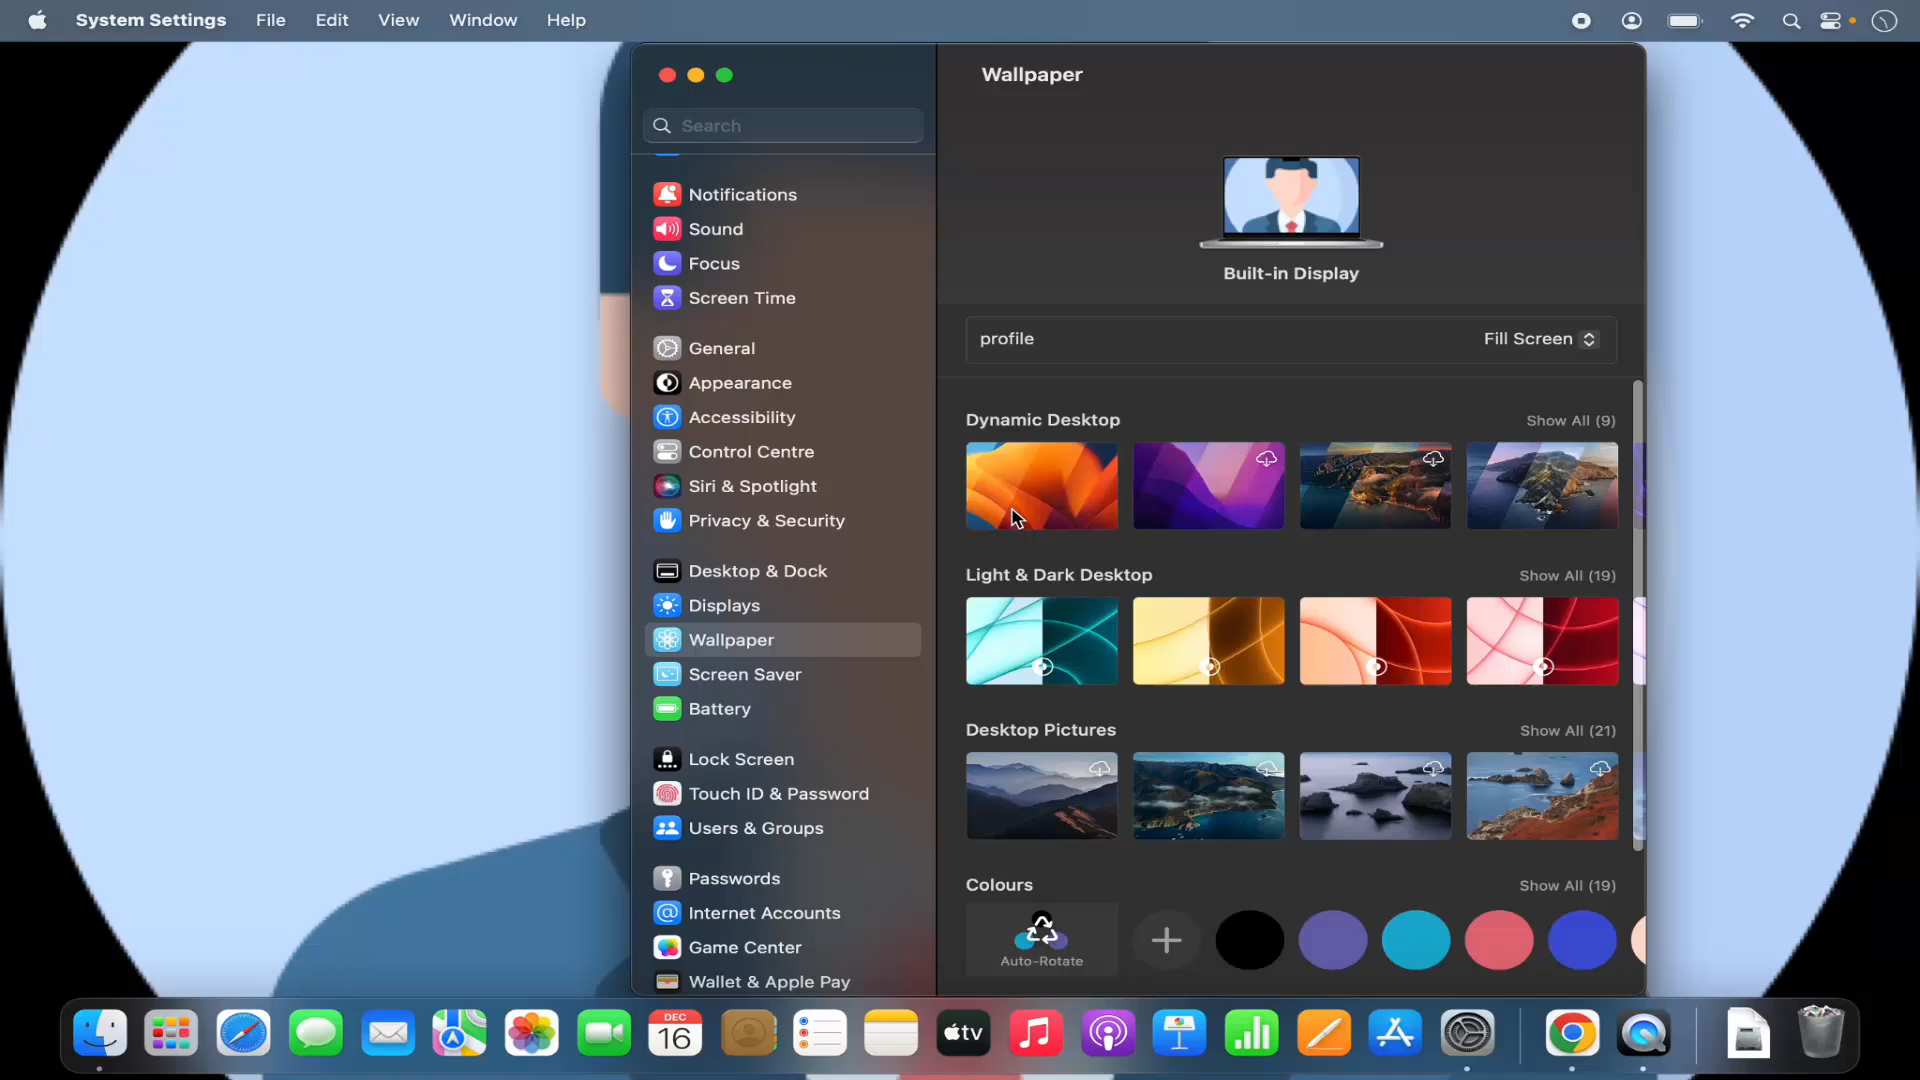 System Settings File Edit View Window Help
Wallpaper
Search
Notifications
Sound
Focus
Screen Time
General
Appearance
Accessibility
Control Centre
Siri & Spotlight
Privacy & Security
Desktop & Dock
Displays
Wallpaper
Screen Saver
Battery
Lock Screen
Touch ID & Password
Users & Groups
Passwords
Internet Accounts
Game Center
Wallet & Apple Pay
Built-in Display
profile Fill Screen
Dynamic Desktop Show All (9)
Light & Dark Desktop Show All (19)
Desktop Pictures Show All (21)
Colours Show All (19)
Auto-Rotate
DEC
16
tv